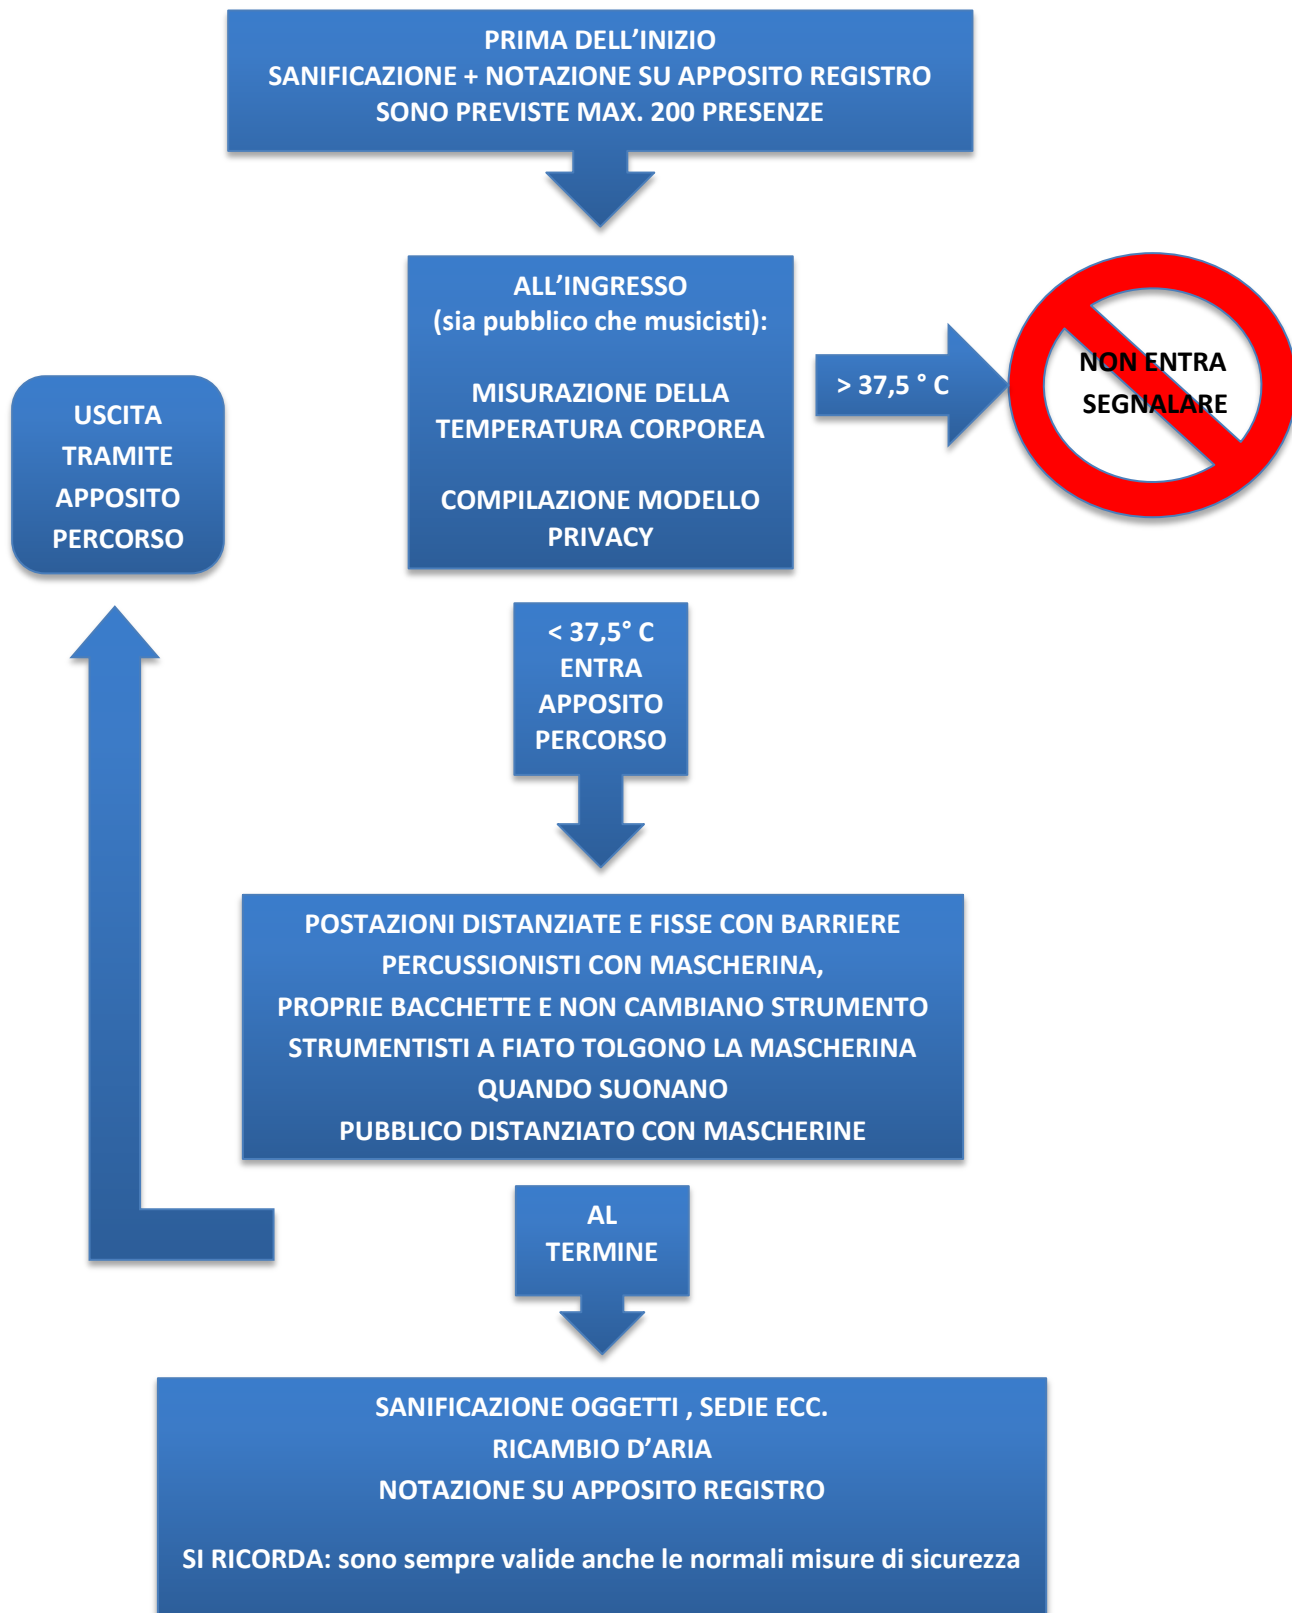 PRIMA DELL’INIZIO
SANIFICAZIONE + NOTAZIONE SU APPOSITO REGISTRO
SONO PREVISTE MAX. 200 PRESENZE
ALL’INGRESSO
(sia pubblico che musicisti):
MISURAZIONE DELLA
TEMPERATURA CORPOREA
COMPILAZIONE MODELLO
PRIVACY
> 37,5 ° C
NON ENTRA
SEGNALARE
USCITA
TRAMITE
APPOSITO
PERCORSO
< 37,5° C
ENTRA
APPOSITO
PERCORSO
POSTAZIONI DISTANZIATE E FISSE CON BARRIERE
PERCUSSIONISTI CON MASCHERINA,
PROPRIE BACCHETTE E NON CAMBIANO STRUMENTO
STRUMENTISTI A FIATO TOLGONO LA MASCHERINA
QUANDO SUONANO
PUBBLICO DISTANZIATO CON MASCHERINE
AL
TERMINE
SANIFICAZIONE OGGETTI , SEDIE ECC.
RICAMBIO D’ARIA
NOTAZIONE SU APPOSITO REGISTRO
SI RICORDA: sono sempre valide anche le normali misure di sicurezza